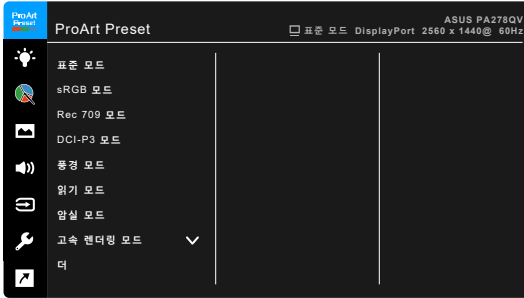 ProArt
Preset
ProArt Preset
ASUS PA278QV
표준 모드 DisplayPort 2560 x 1440@ 60Hz
표준 모드
sRGB 모드
Rec 709 모드
DCI-P3 모드
풍경 모드
읽기 모드
암실 모드
고속 렌더링 모드
더